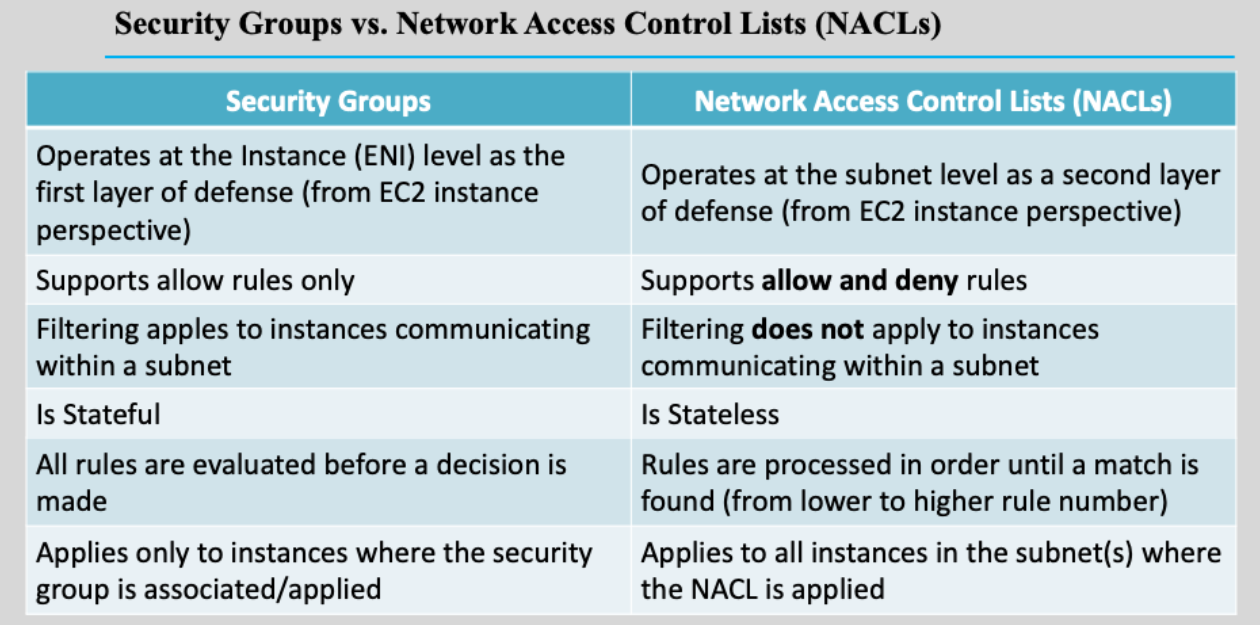 Security Groups vs. Network Access Control Lists (NACLs)
Security Groups
Network Access Control Lists (NACLs)
Operates at the Instance (ENI) level as the
first layer of defense (from EC2 instance
perspective)
Operates at the subnet level as a second layer
of defense (from EC2 instance perspective)
Supports allow rules only
Supports allow and deny rules
Filtering apples to instances communicating
within a subnet
Filtering does not apply to instances
communicating within a subnet
Is Stateful
Is Stateless
All rules are evaluated before a decision is
made
Rules are processed in order until a match is
found (from lower to higher rule number)
Applies only to instances where the security
group is associated/applied
Applies to all instances in the subnet(s) where
the NACL is applied